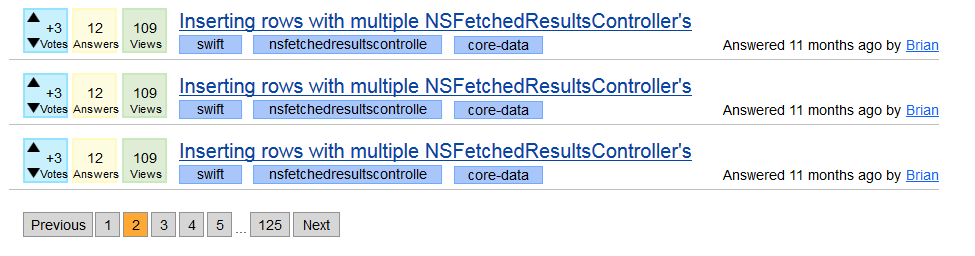 +3 12 109 Inserting rows with multiple NSFetchedResultsController's
Votes Answers Views swift nsfetchedresultscontrolle core-data Answered 11 months ago by Brian
+3 12 109 Inserting rows with multiple NSFetchedResultsController's
Votes Answers Views swift nsfetchedresultscontrolle core-data Answered 11 months ago by Brian
+3 12 109 Inserting rows with multiple NSFetchedResultsController's
Votes Answers Views swift nsfetchedresultscontrolle core-data Answered 11 months ago by Brian
Previous 1 2 3 4 5 ... 125 Next